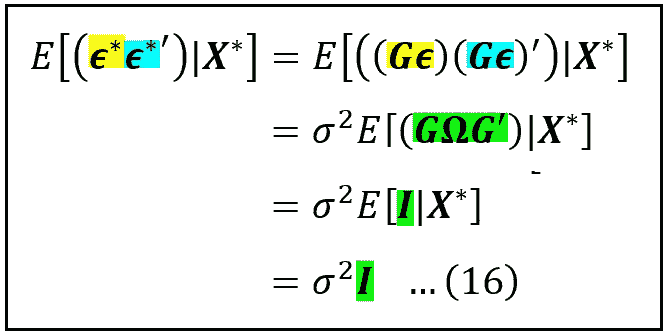 E[(ϵ*ϵ*′)|X*] = E[((Gϵ)(Gϵ)′)|X*]
= σ²E[(GΩG′)|X*]
= σ²E[I|X*]
= σ²I ...(16)